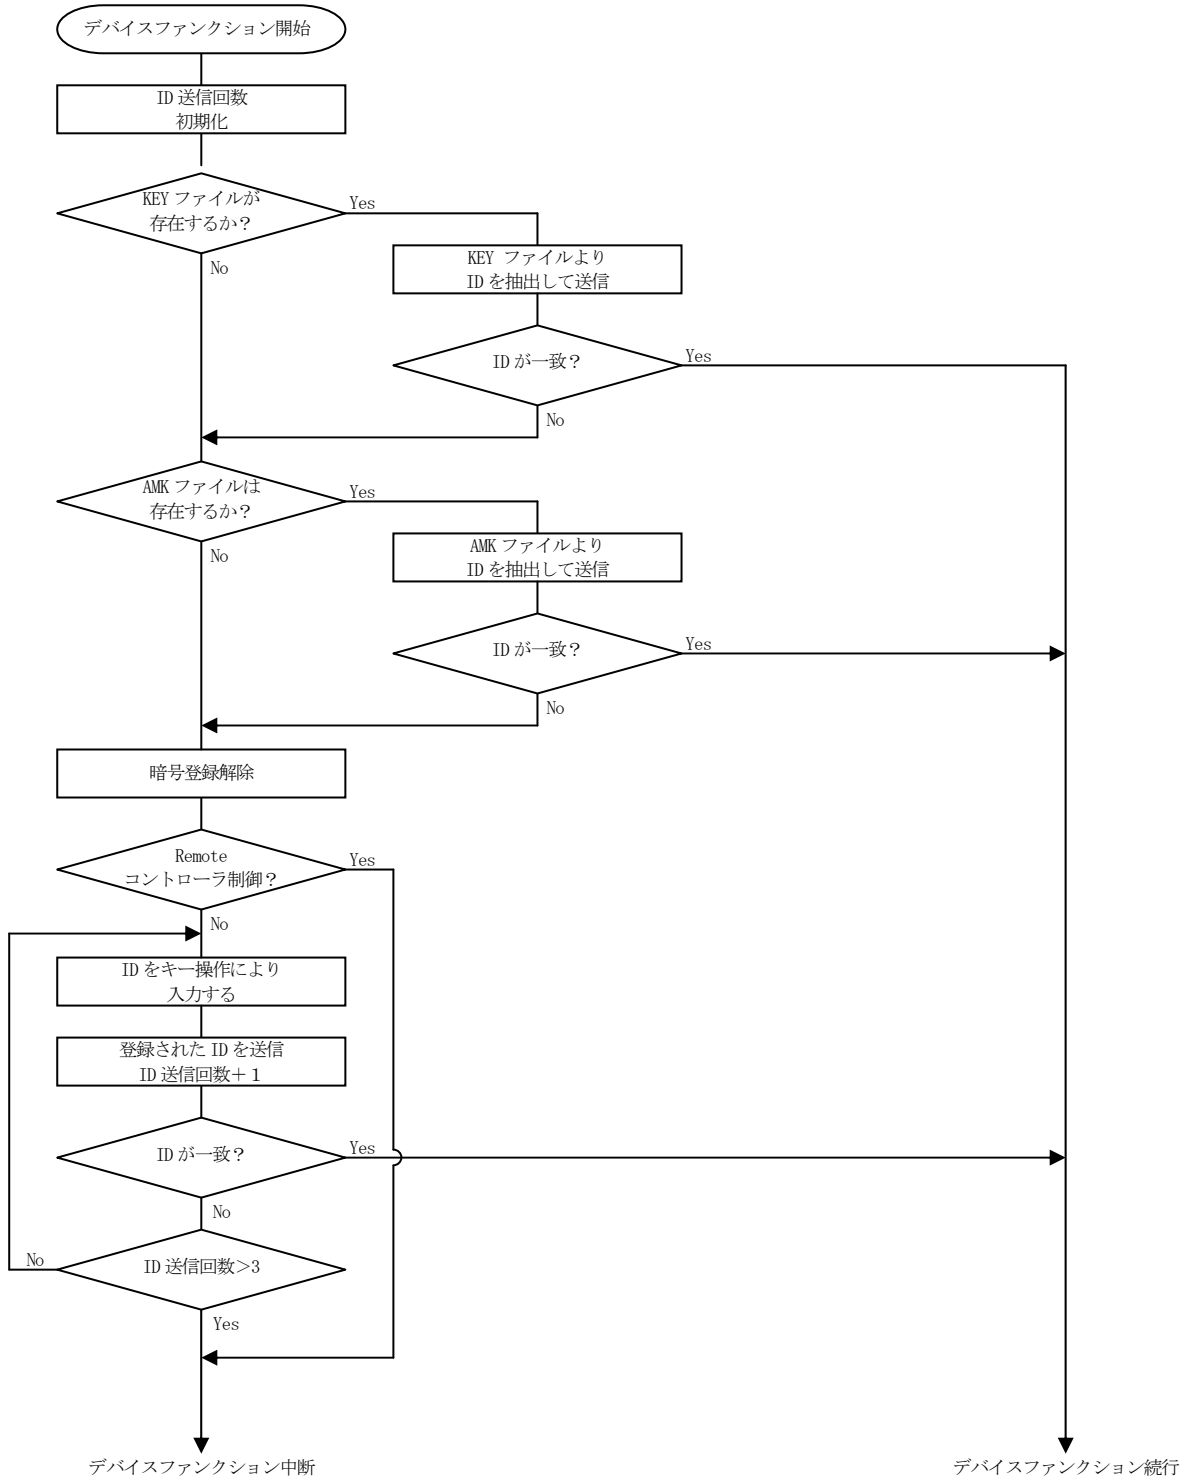 デバイスファンクション開始
ID 送信回数
初期化
KEY ファイルが
存在するか？
Yes
No
KEY ファイルより
ID を抽出して送信
ID が一致？
Yes
No
AMK ファイルは
存在するか？
Yes
No
AMK ファイルより
ID を抽出して送信
ID が一致？
Yes
No
暗号登録解除
Remote
コントローラ制御？
Yes
No
ID をキー操作により
入力する
登録された ID を送信
ID 送信回数＋１
ID が一致？
Yes
No
ID 送信回数＞3
No
Yes
デバイスファンクション中断
デバイスファンクション続行